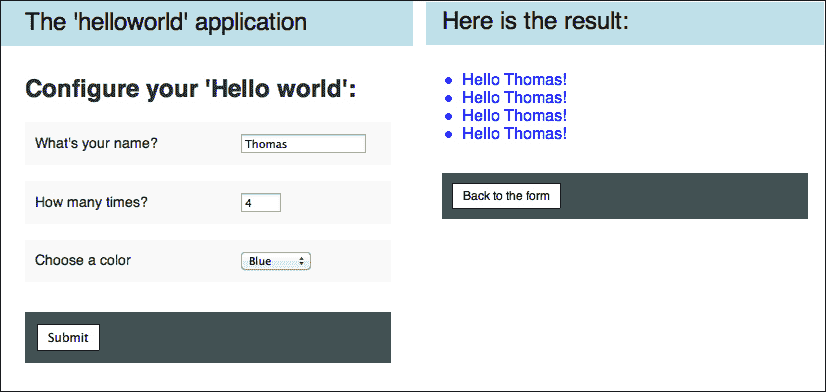 The 'helloworld' application
Configure your 'Hello world':
What's your name? Thomas
How many times? 4
Choose a color Blue
Submit
Here is the result:
Hello Thomas!
Hello Thomas!
Hello Thomas!
Hello Thomas!
Back to the form